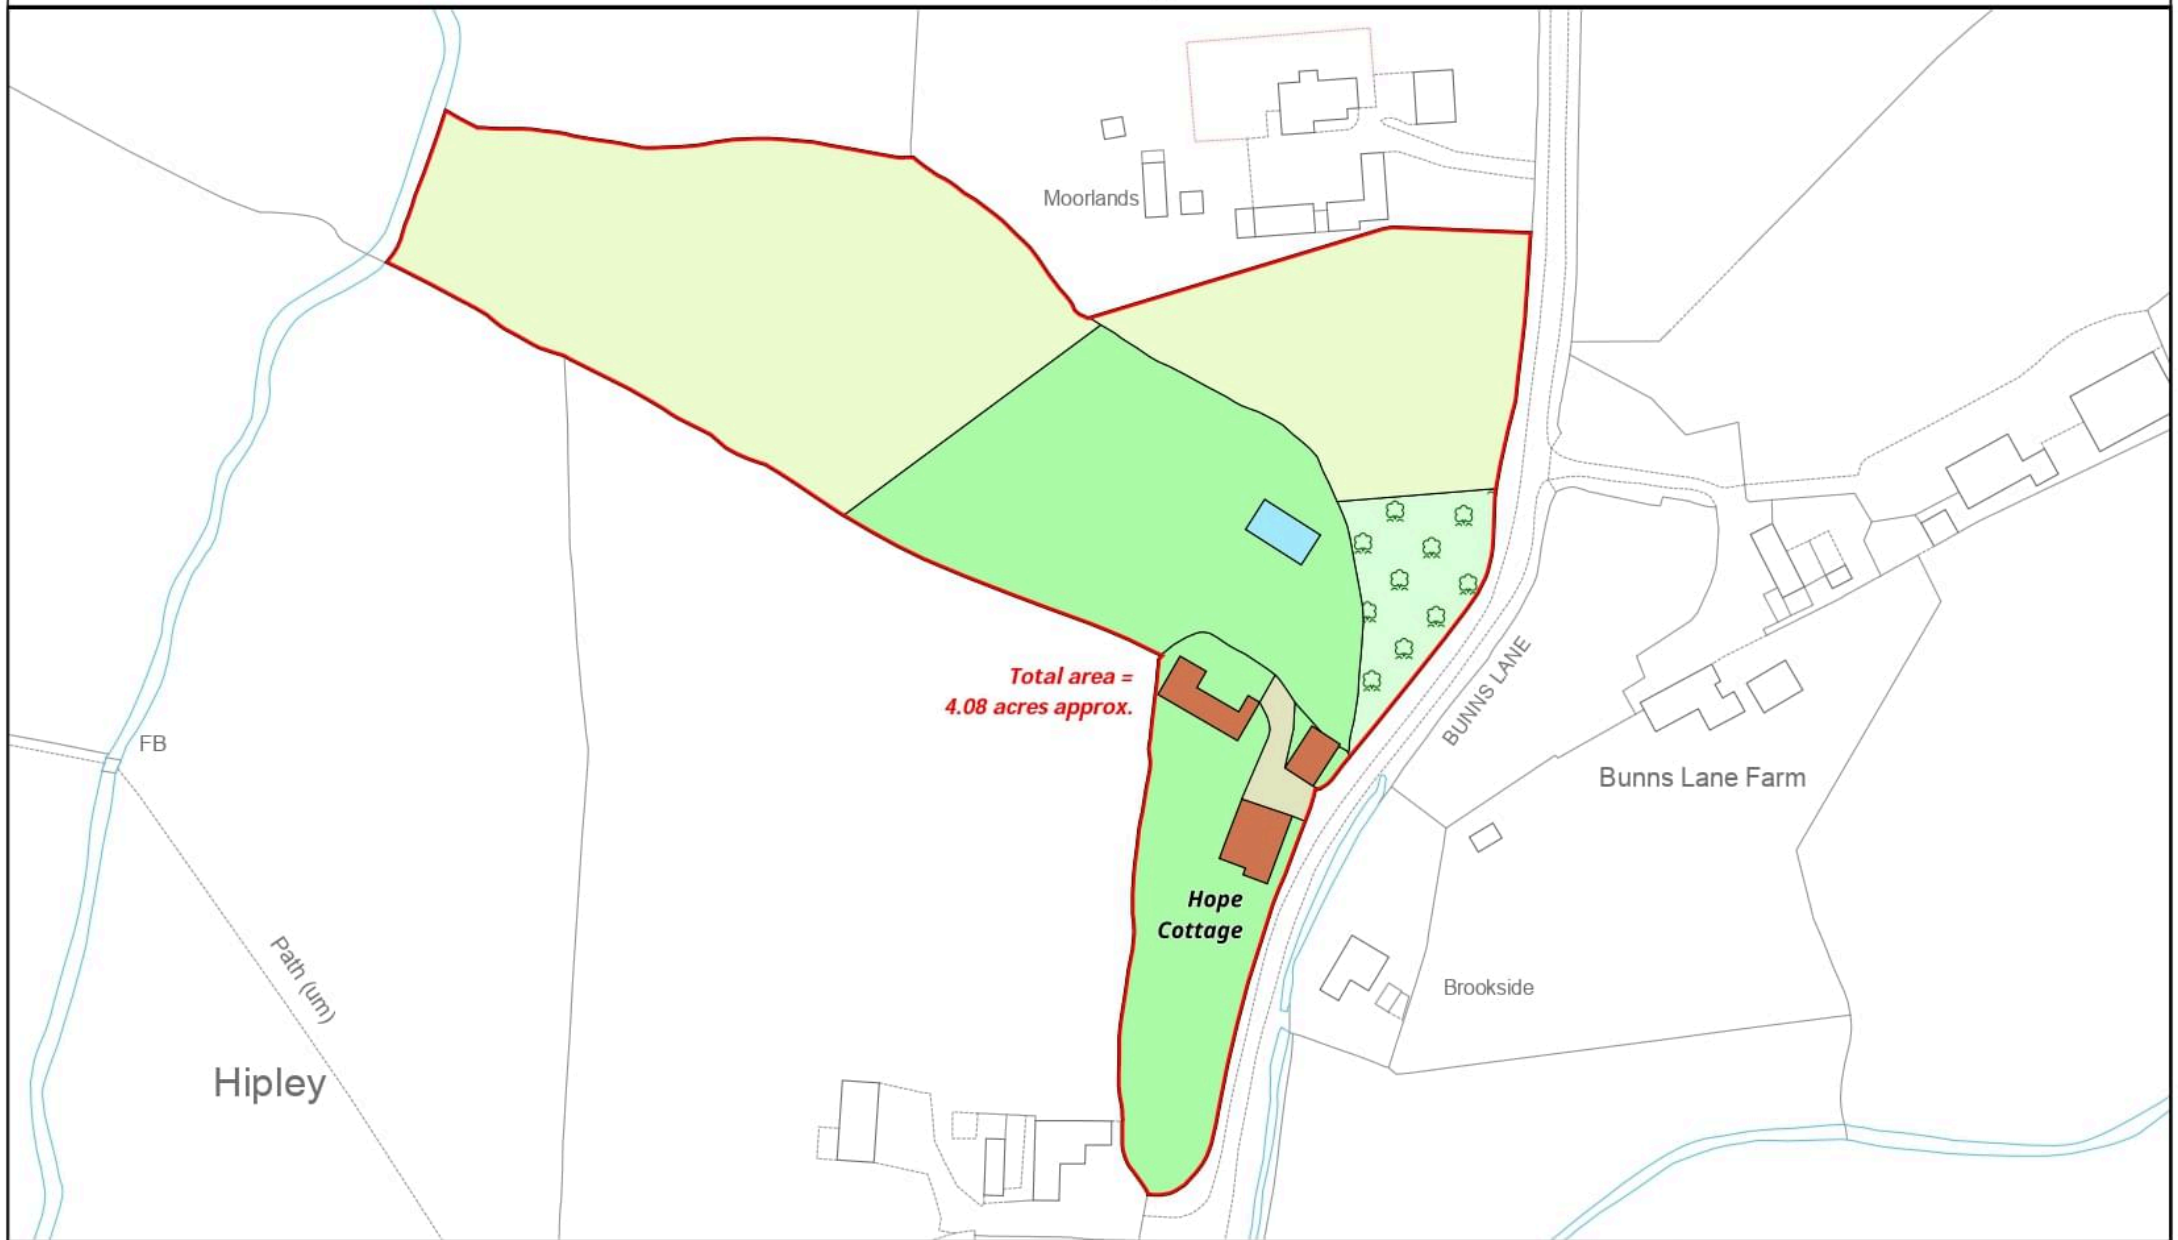 Moorlands
Total area =
4.08 acres approx.
BUNNS LANE
FB
Bunns Lane Farm
Hope
Cottage
Path (um)
Brookside
Hipley